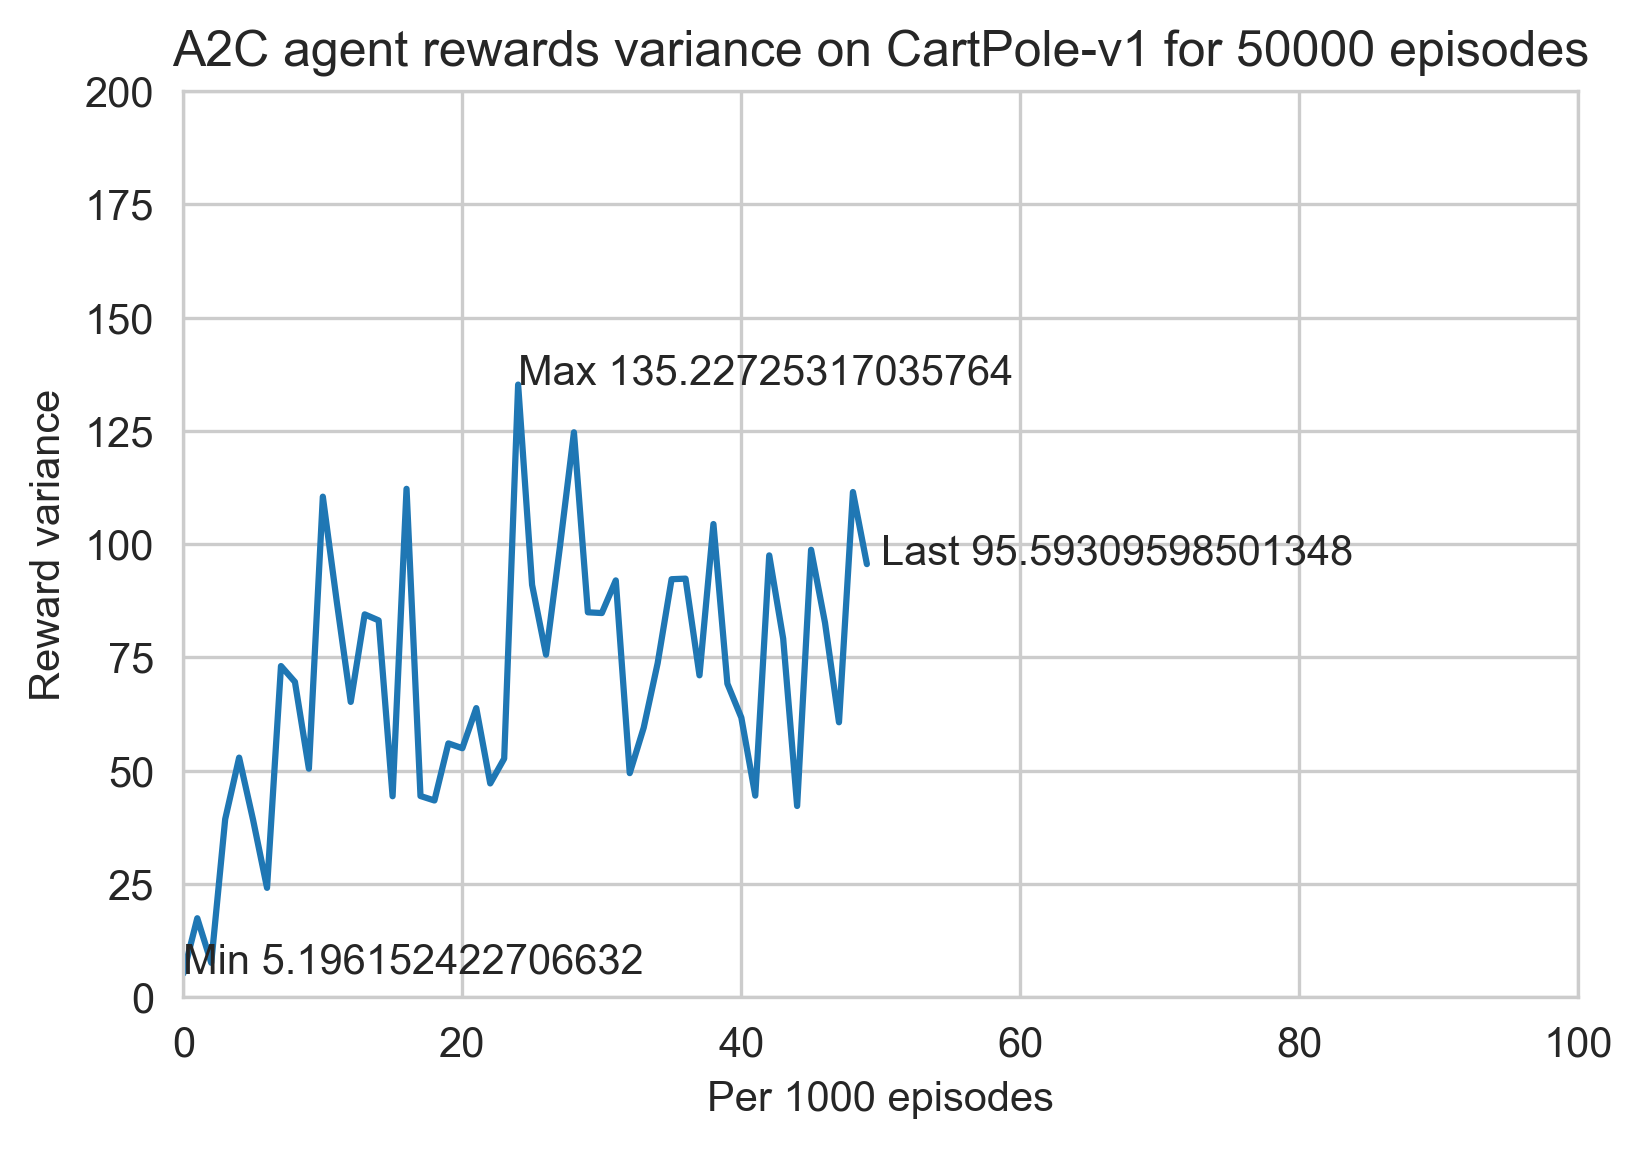 A2C agent rewards variance on CartPole-v1 for 50000 episodes
200
175
150
125
100
75
50
25
0
Reward variance
Max 135.22725317035764
Last 95.59309598501348
Min 5.196152422706632
0 20 40 60 80 100
Per 1000 episodes